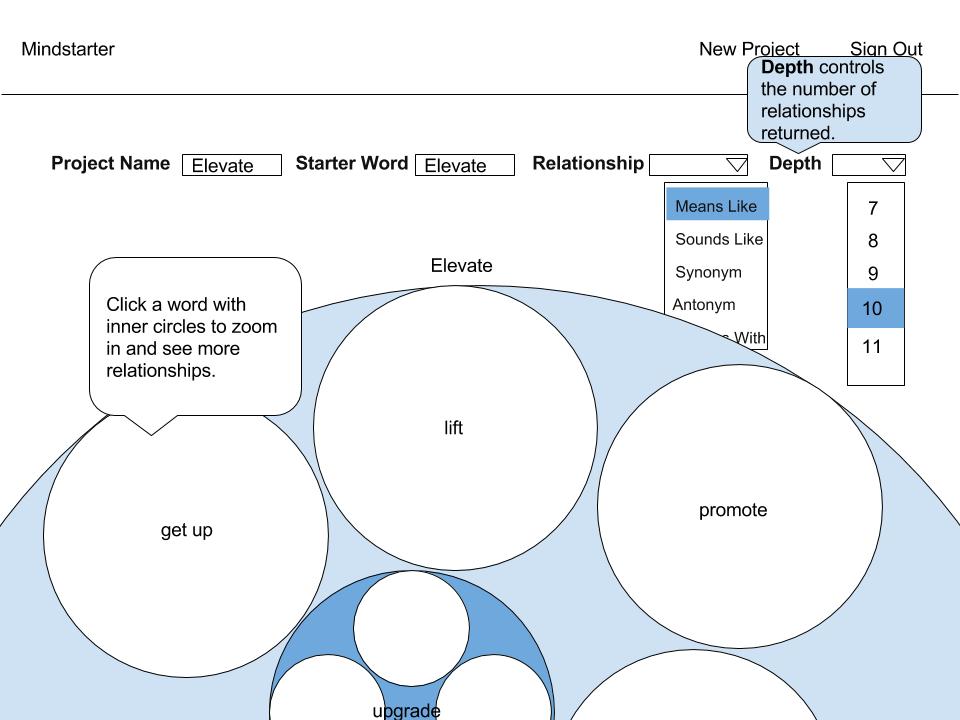 Mindstarter
New Project
Sign Out
Depth controls
the number of
relationships
returned.
Project Name
Elevate
Starter Word
Elevate
Relationship
Depth
Means Like
Sounds Like
Synonym
Antonym
With
7
8
9
10
11
Elevate
Click a word with
inner circles to zoom
in and see more
relationships.
lift
promote
get up
upgrade